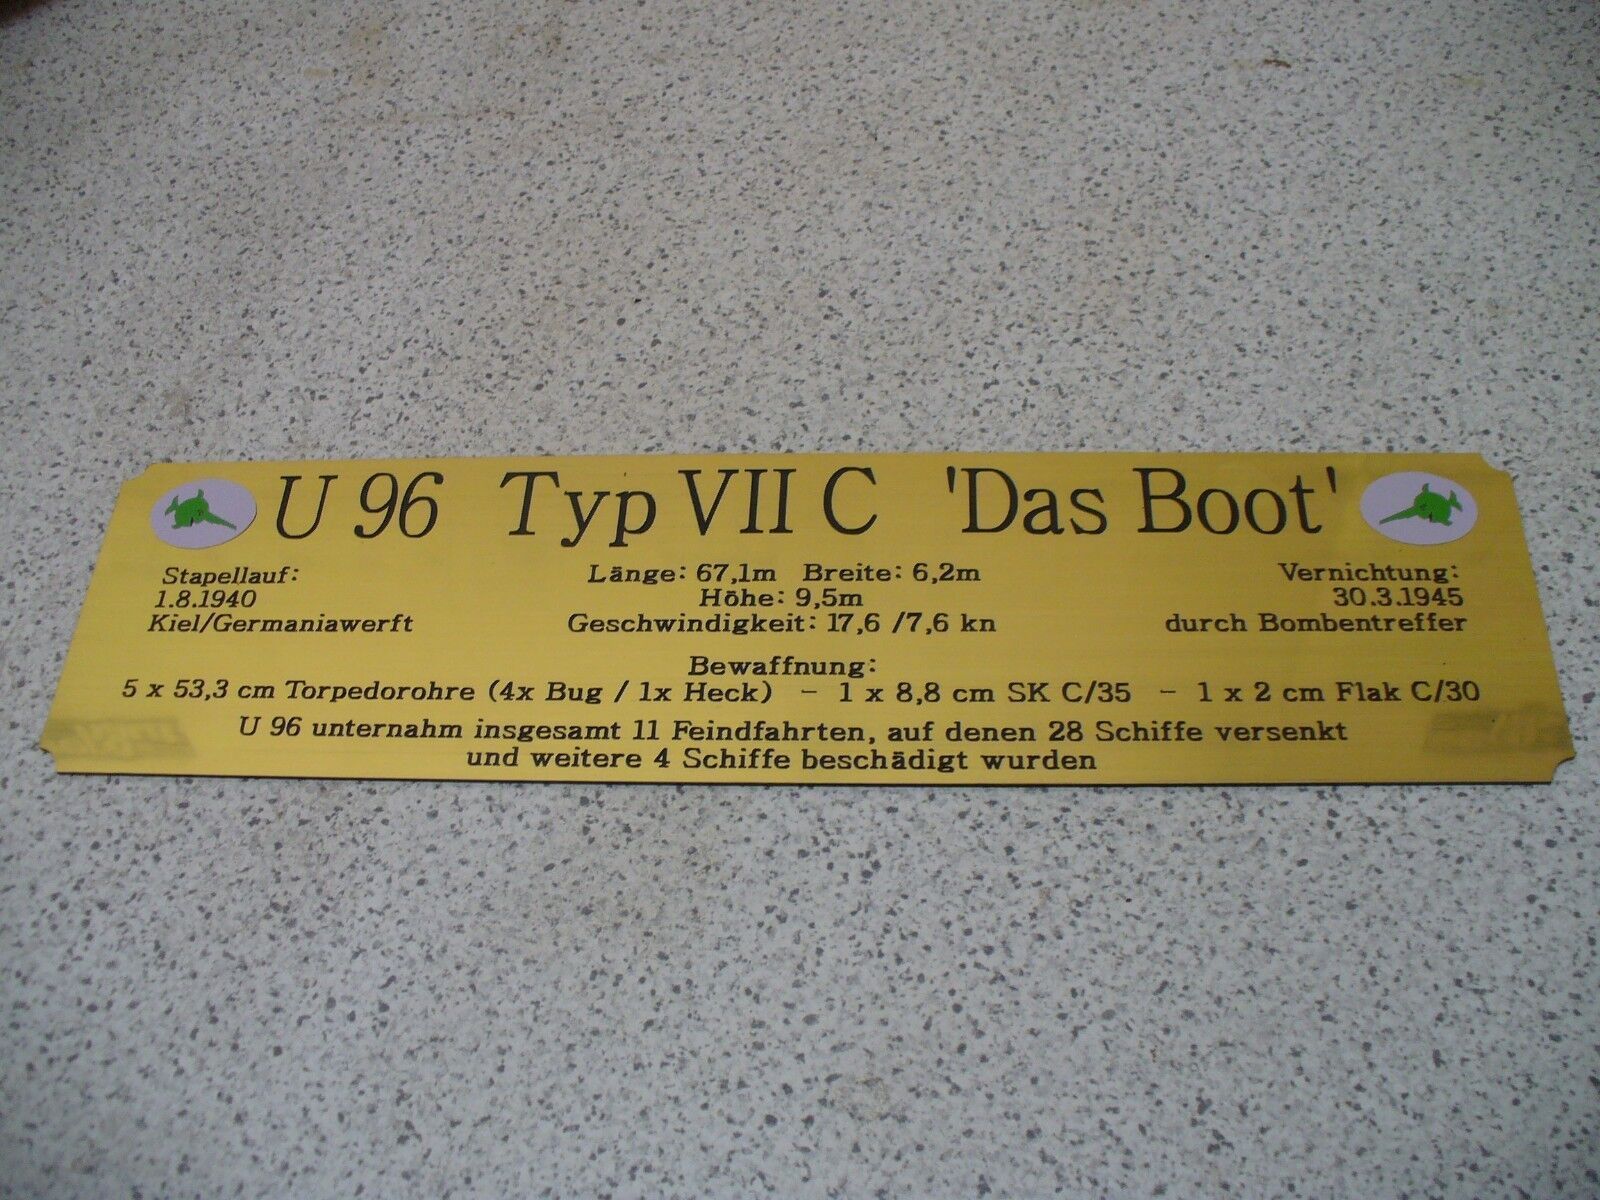 U 96 Typ VII C 'Das Boot'
Stapellauf:
1.8.1940
Kiel/Germaniawerft
Länge: 67,1m Breite: 6,2m
Höhe: 9,5m
Geschwindigkeit: 17,6 /7,6 kn
Vernichtung:
30.3.1945
durch Bombentreffer
Bewaffnung:
5 x 53,3 cm Torpedorohre (4x Bug / 1x Heck) - 1 x 8,8 cm SK C/35 - 1 x 2 cm Flak C/30
U 96 unternahm insgesamt 11 Feindfahrten, auf denen 28 Schiffe versenkt
und weitere 4 Schiffe beschädigt wurden